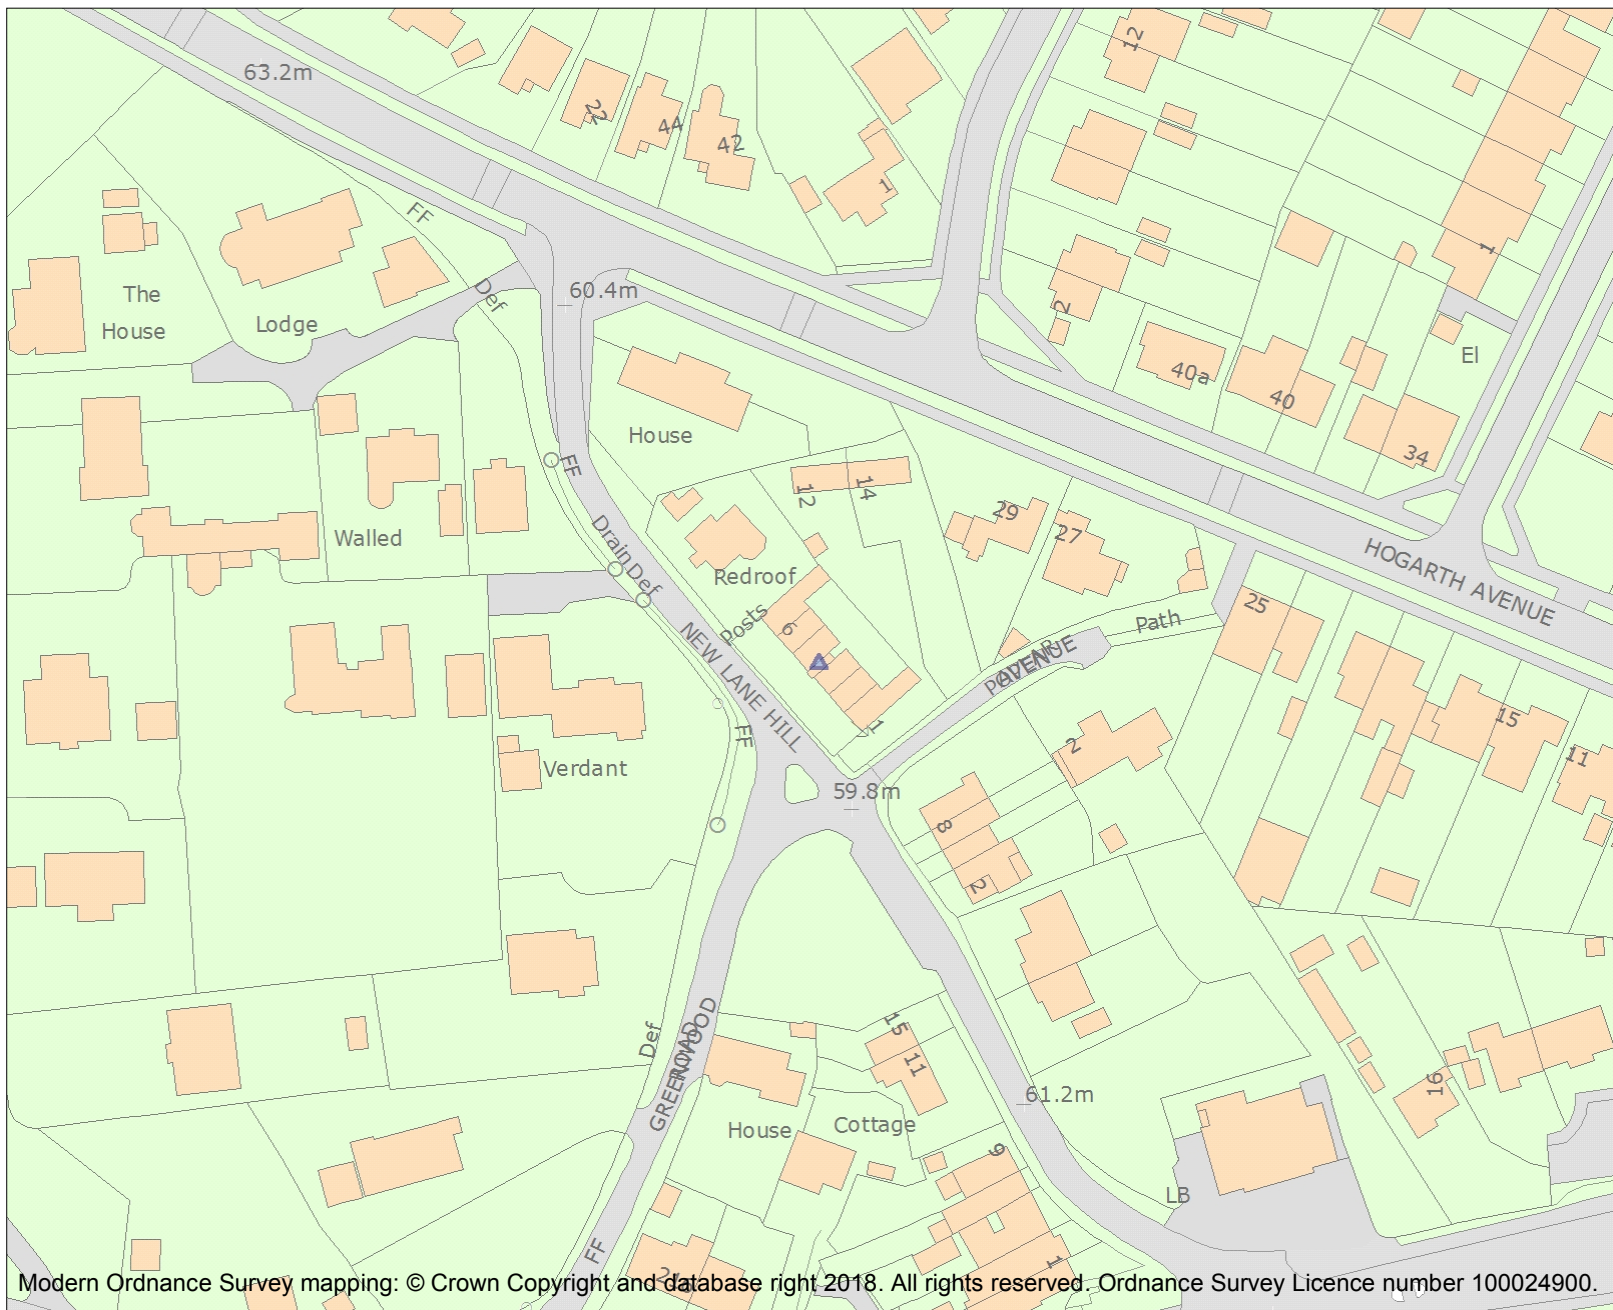 12
63.2m
22
44
42
1
FF
1
The
House
Lodge
Def
60.4m
2
40a
40
El
34
House
FF
12
14
29
27
HOGARTH AVENUE
Walled
Drain
Def
Redroof
Posts
6
25
Path
POPLAR
AVENUE
NEW LANE HILL
1
2
15
11
FF
Verdant
59.8m
8
2
GREENWOOD
ROAD
Def
15
11
61.2m
16
House
Cottage
9
LB
FF
1
Modern Ordnance Survey mapping: © Crown Copyright and database right 2018. All rights reserved. Ordnance Survey Licence number 100024900.